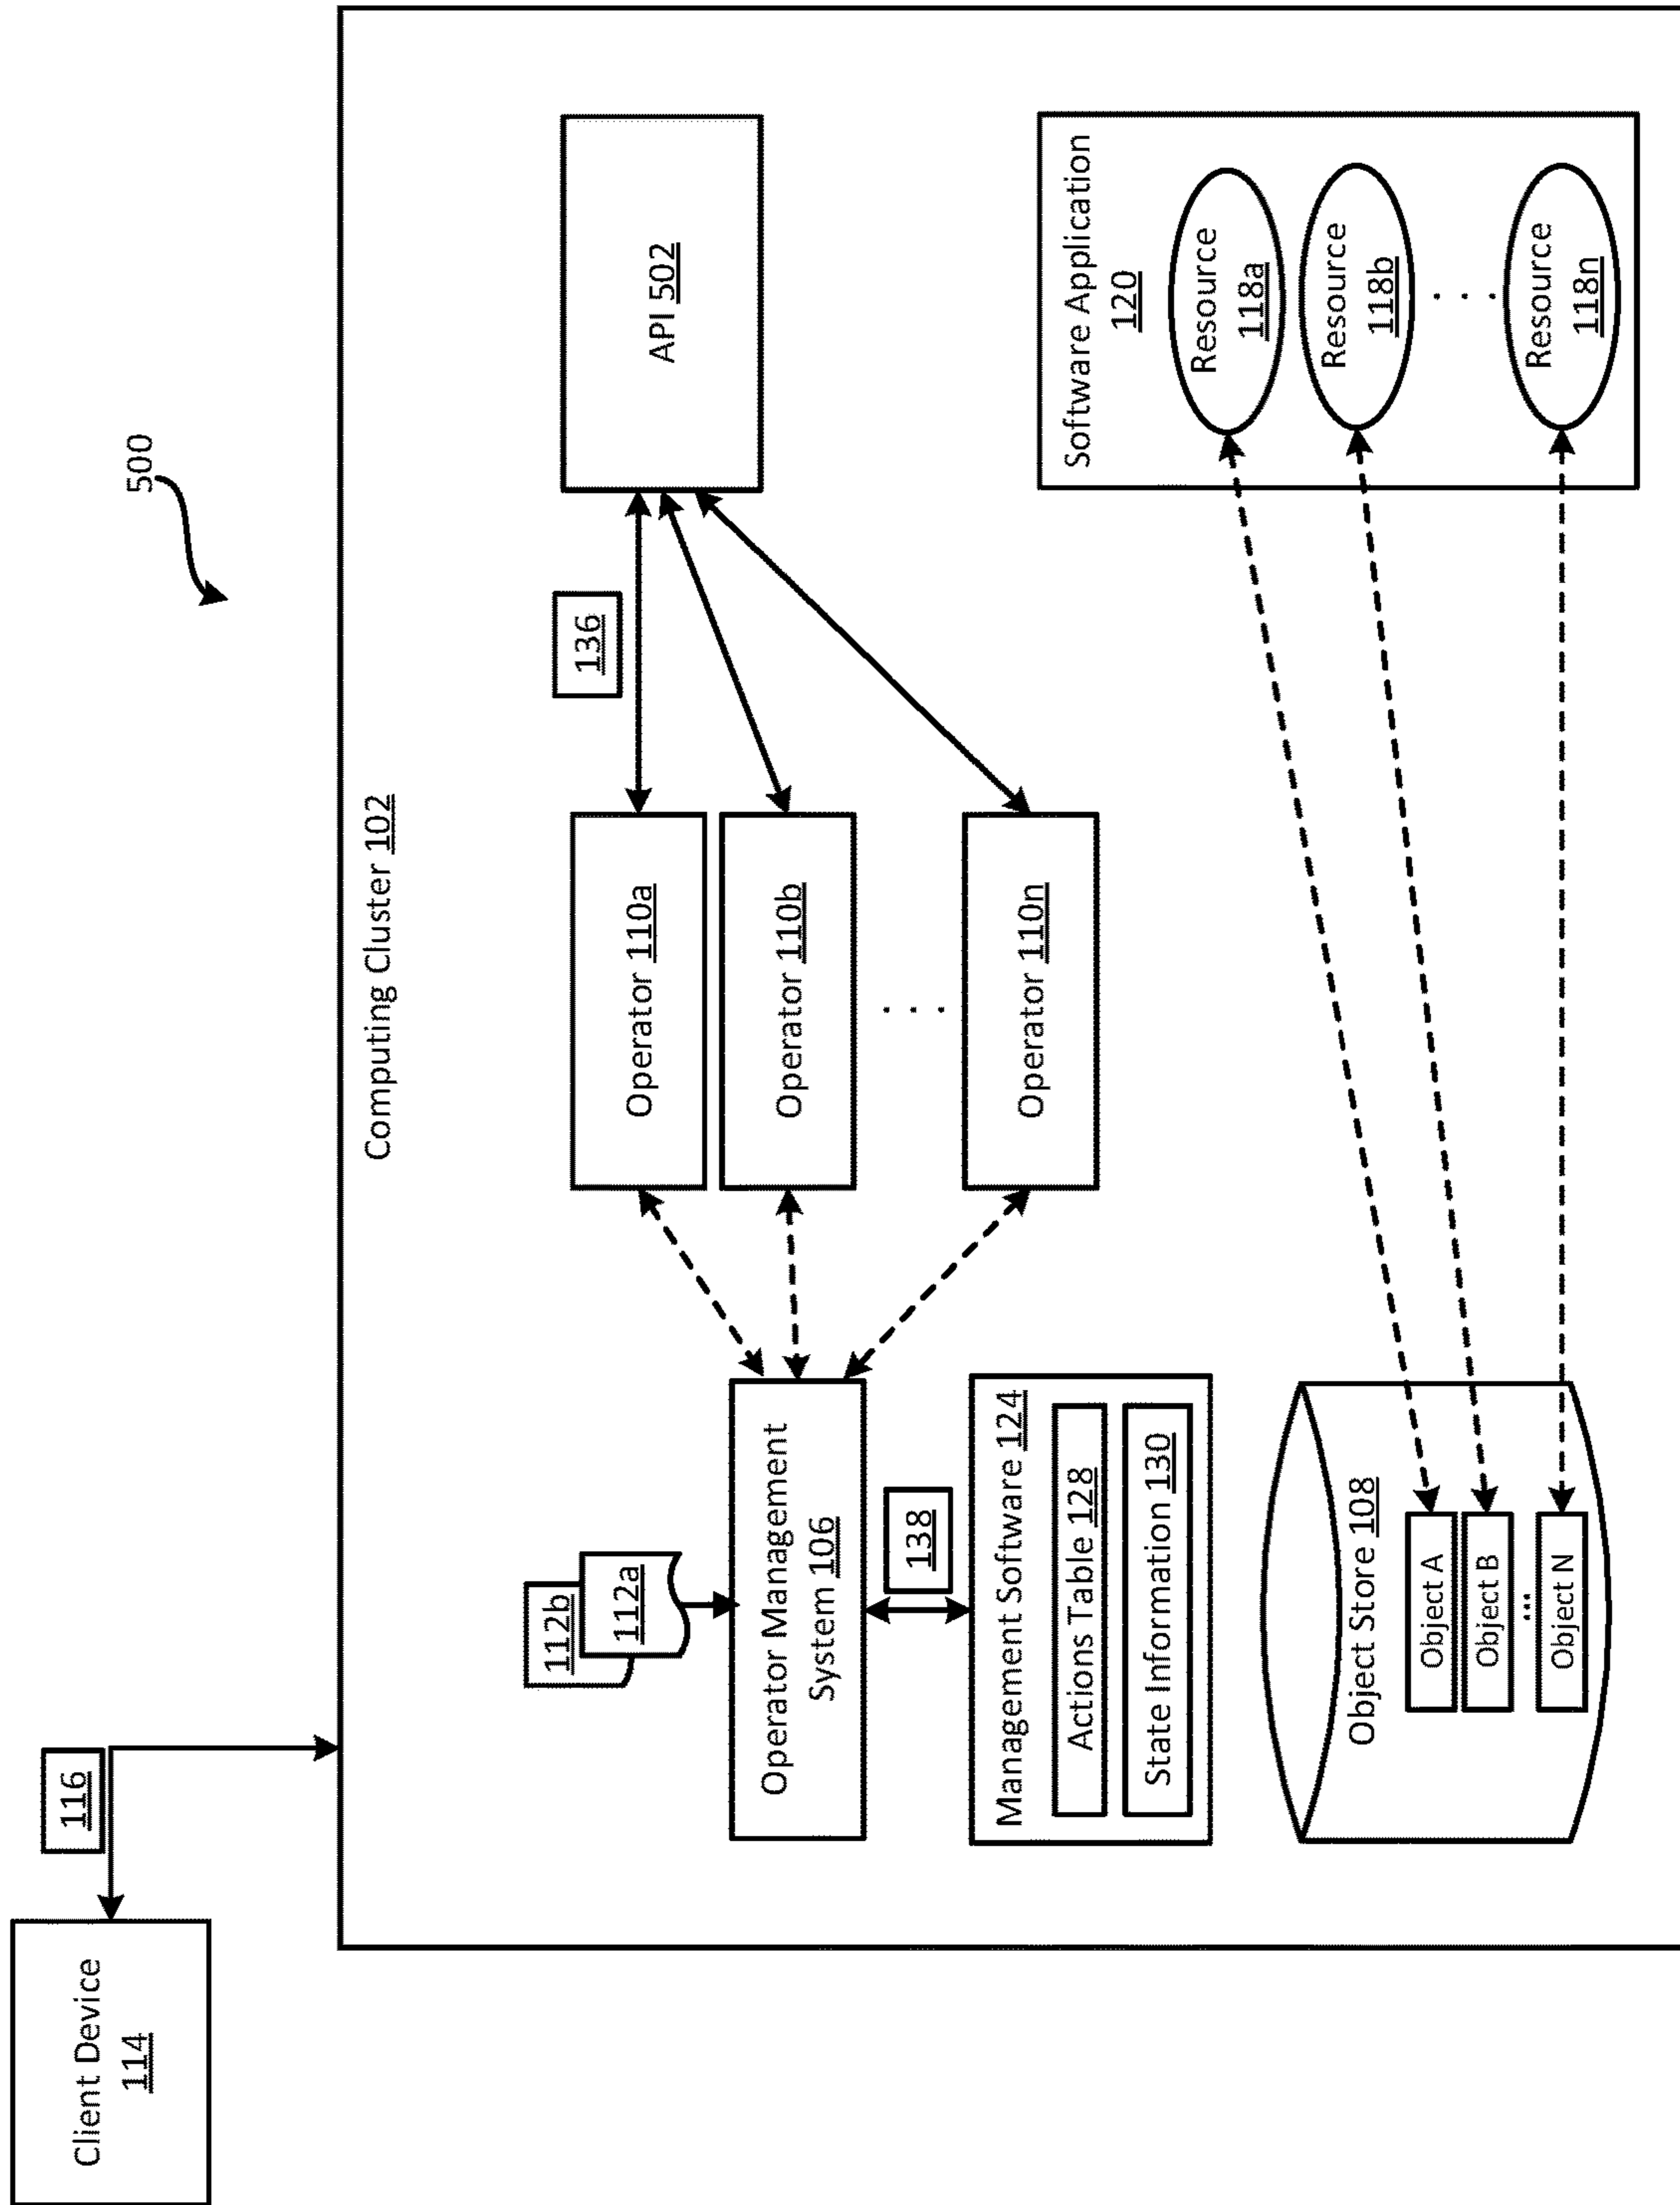 500
Client Device
114
116
Computing Cluster 102
112b
112a
Operator Management
System 106
138
Management Software 124
Actions Table 128
State Information 130
Operator 110a
Operator 110b
. . .
Operator 110n
136
API 502
Object Store 108
Object A
Object B
...
Object N
Software Application
120
Resource
118a
Resource
118b
. . . .
Resource
118n